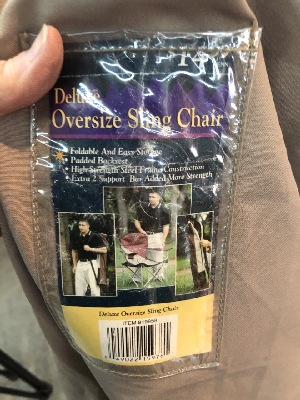 Deluxe
Oversize Sling Chair
Foldable And Easy Storage
Padded Backrest
High Strength Steel Frame Construction
Extra 2 Support Bar Added More Strength
Deluxe Oversize Sling Chair
ITEM